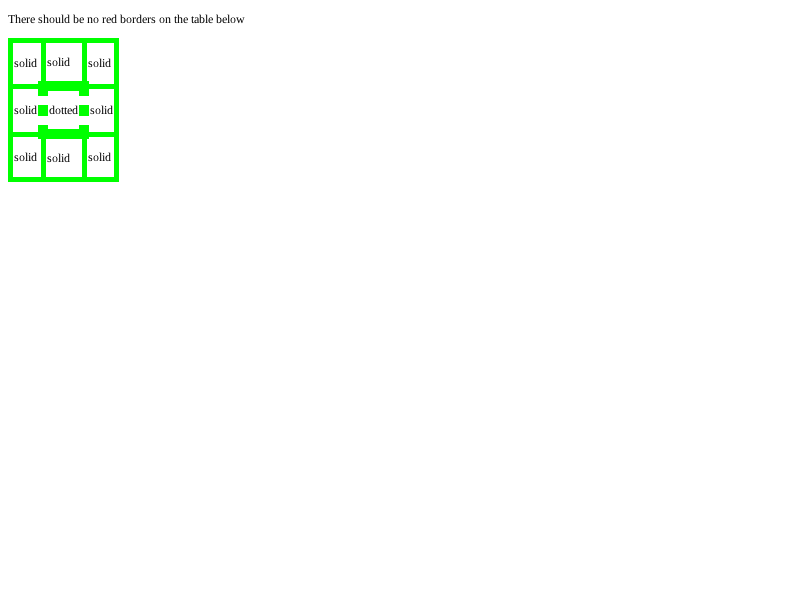 There should be no red borders on the table below
solid solid solid
solid dotted solid
solid solid solid